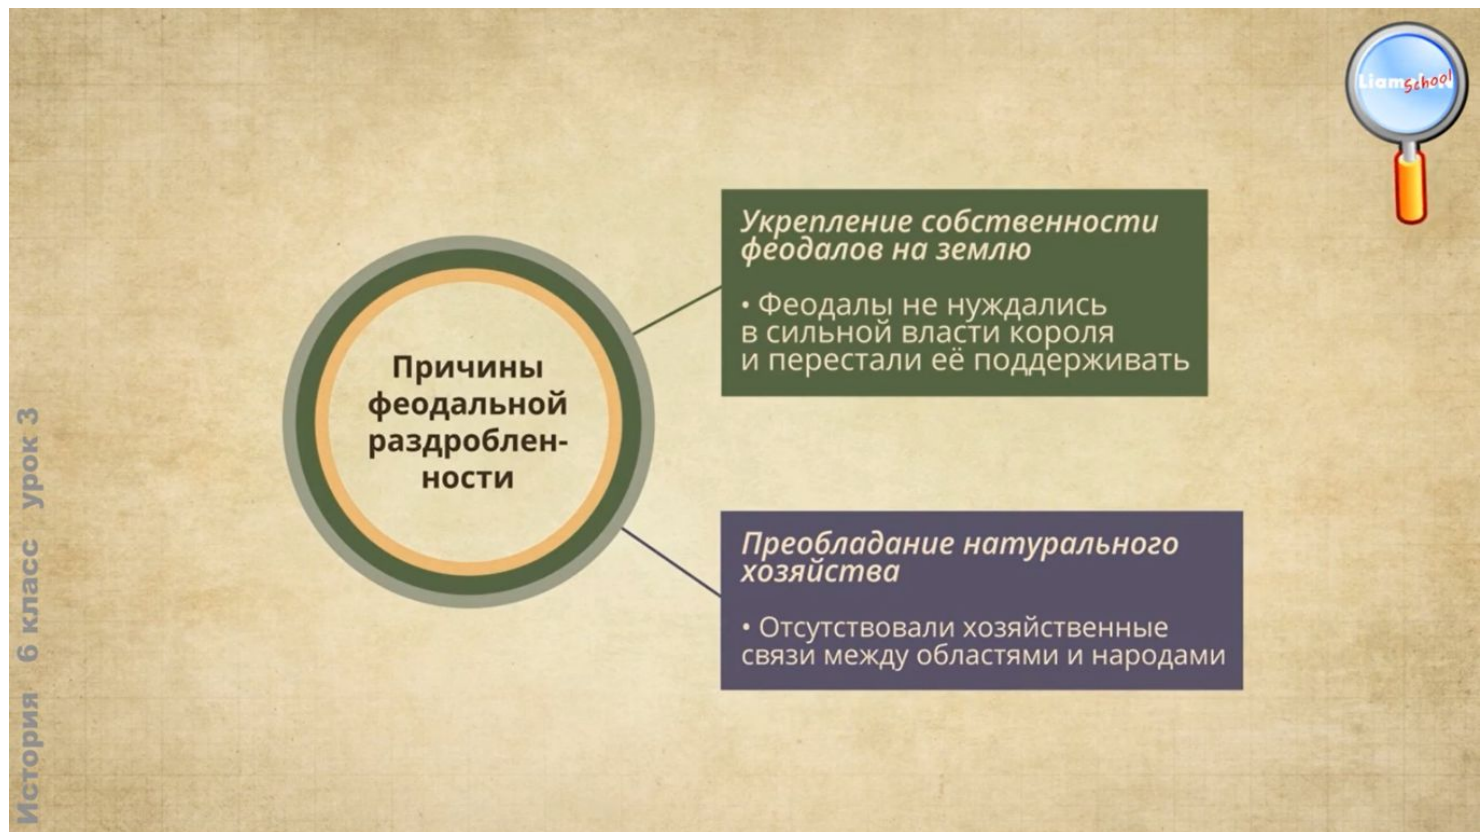 Liam
School
Укрепление собственности
феодалов на землю
• Феодалы не нуждались
в сильной власти короля
и перестали её поддерживать
Причины
феодальной
раздроблен-
ности
Преобладание натурального
хозяйства
• Отсутствовали хозяйственные
связи между областями и народами
История 6 класс урок 3